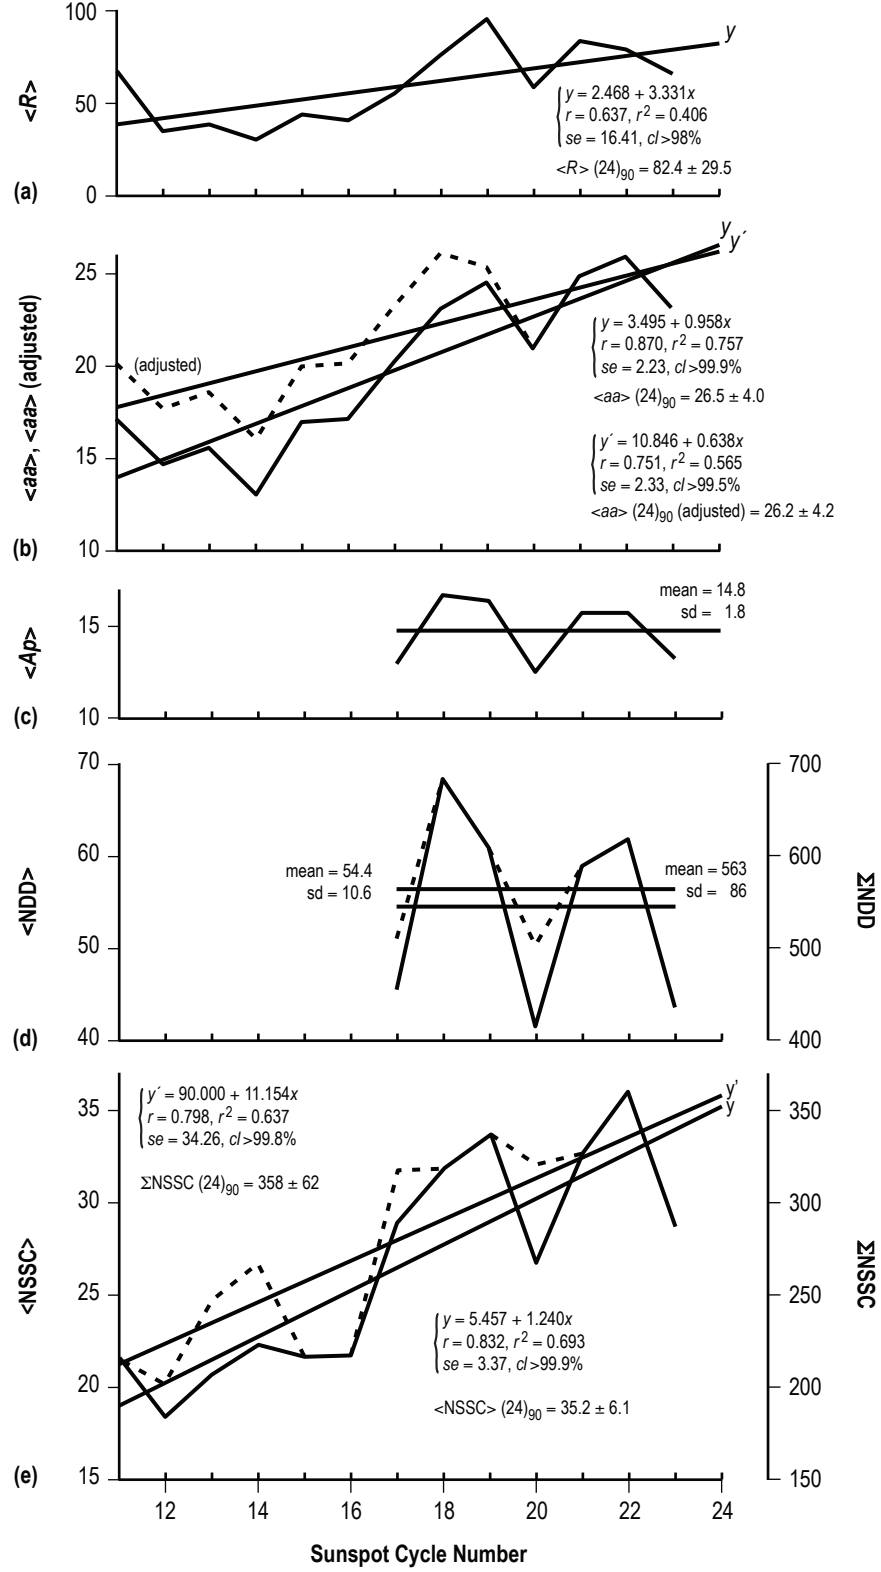 100
50
0
<R>
(a)
y
y = 2.468 + 3.331x
r = 0.637, r² = 0.406
se = 16.41, cl >98%
<R> (24)₉₀ = 82.4 ± 29.5
25
20
15
10
<aa>, <aa> (adjusted)
(b)
(adjusted)
y
y´
y = 3.495 + 0.958x
r = 0.870, r² = 0.757
se = 2.23, cl >99.9%
<aa> (24)₉₀ = 26.5 ± 4.0
y´ = 10.846 + 0.638x
r = 0.751, r² = 0.565
se = 2.33, cl >99.5%
<aa> (24)₉₀ (adjusted) = 26.2 ± 4.2
15
10
<Ap>
(c)
mean = 14.8
sd = 1.8
70
60
50
40
<NDD>
(d)
mean = 54.4
sd = 10.6
mean = 563
sd = 86
700
600
500
400
ΣNDD
35
30
25
20
15
<NSSC>
(e)
y´ = 90.000 + 11.154x
r = 0.798, r² = 0.637
se = 34.26, cl >99.8%
ΣNSSC (24)₉₀ = 358 ± 62
y'
y
y = 5.457 + 1.240x
r = 0.832, r² = 0.693
se = 3.37, cl >99.9%
<NSSC> (24)₉₀ = 35.2 ± 6.1
350
300
250
200
150
ΣNSSC
12 14 16 18 20 22 24
Sunspot Cycle Number